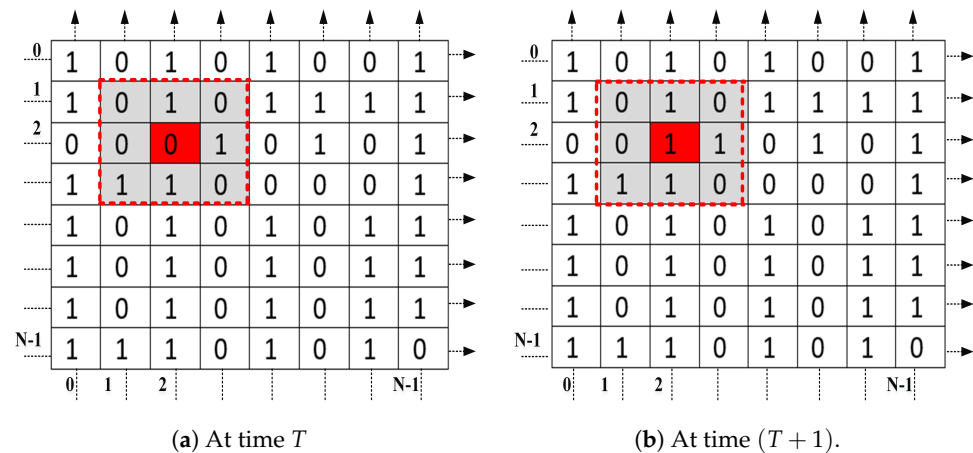 0 1 0 1 0 1 0 0 1
1 1 0 1 0 1 1 1 1
2 0 0 0 1 0 1 0 1
1 1 1 0 0 0 0 1
1 0 1 0 1 0 1 1
1 0 1 0 1 0 1 1
1 0 1 0 1 0 1 1
N-1 1 1 1 0 1 0 1 0
0 1 2 N-1
(a) At time T
0 1 0 1 0 1 0 0 1
1 1 0 1 0 1 1 1 1
2 0 0 1 1 0 1 0 1
1 1 1 0 0 0 0 1
1 0 1 0 1 0 1 1
1 0 1 0 1 0 1 1
1 0 1 0 1 0 1 1
N-1 1 1 1 0 1 0 1 0
0 1 2 N-1
(b) At time (T + 1).